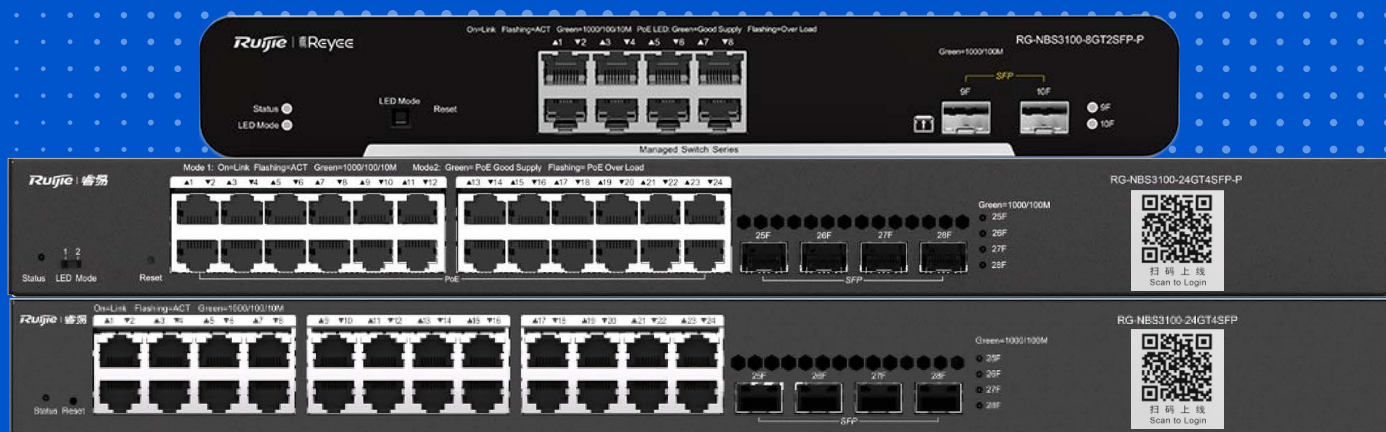 Ruijie | 睿Reyee
On=Link Flashing=ACT Green=1000/100/10M PoE LED: Green=Good Supply Flashing=Over Load
▲1 ▼2 ▲3 ▼4 ▲5 ▼6 ▲7 ▼8
RG-NBS3100-8GT2SFP-P
Green=1000/100M
SFP
9F 10F
Status
LED Mode
LED Mode
Reset
9F
10F
Managed Switch Series
Ruijie | 睿易
Mode 1: On=Link Flashing=ACT Green=1000/100/10M Mode2: Green= PoE Good Supply Flashing= PoE Over Load
▲1 ▼2 ▲3 ▼4 ▲5 ▼6 ▲7 ▼8 ▲9 ▼10 ▲11 ▼12 ▲13 ▼14 ▲15 ▼16 ▲17 ▼18 ▲19 ▼20 ▲21 ▼22 ▲23 ▼24
RG-NBS3100-24GT4SFP-P
Green=1000/100M
25F
26F
27F
28F
25F 26F 27F 28F
1 2
Status LED Mode Reset
PoE
SFP
扫码上线
Scan to Login
Ruijie | 睿易
On=Link Flashing=ACT Green=1000/100/10M
▲1 ▼2 ▲3 ▼4 ▲5 ▼6 ▲7 ▼8 ▲9 ▼10 ▲11 ▼12 ▲13 ▼14 ▲15 ▼16 ▲17 ▼18 ▲19 ▼20 ▲21 ▼22 ▲23 ▼24
RG-NBS3100-24GT4SFP
Green=1000/100M
25F
26F
27F
28F
25F 26F 27F 28F
Status Reset
SFP
扫码上线
Scan to Login